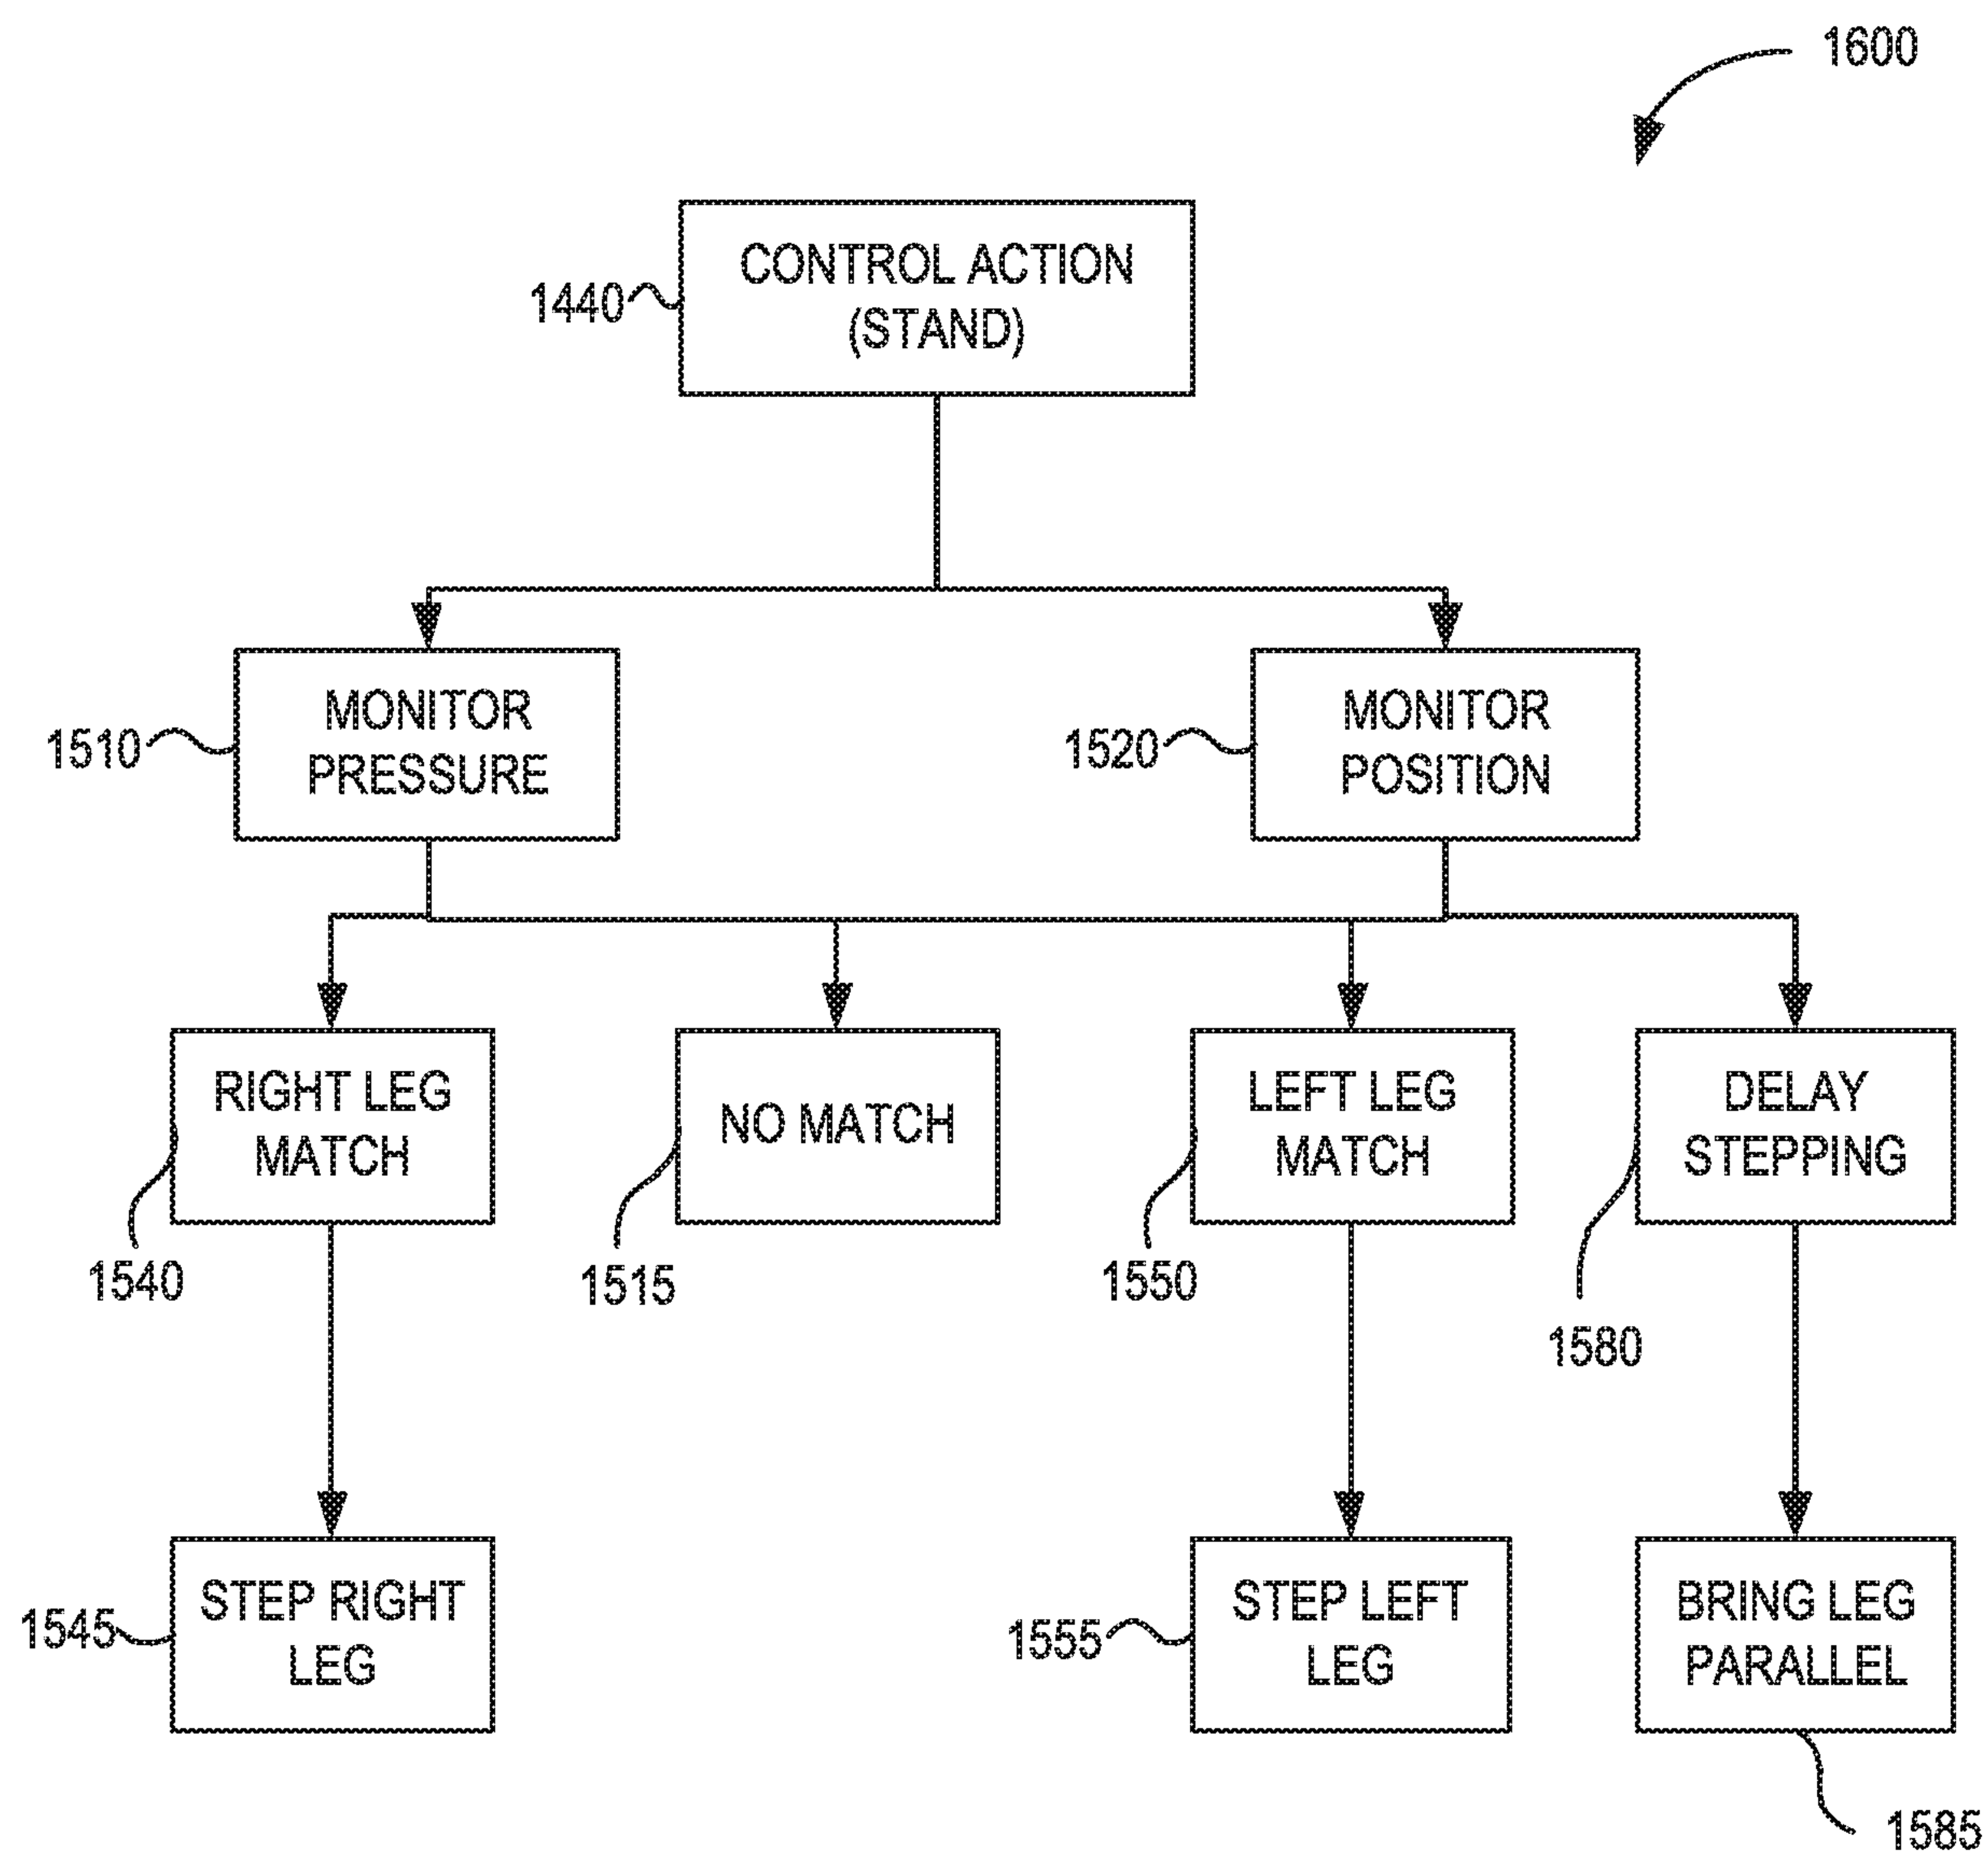 1600
CONTROL ACTION
(STAND)
1440
MONITOR
PRESSURE
1510
MONITOR
POSITION
1520
RIGHT LEG
MATCH
1540
NO MATCH
1515
LEFT LEG
MATCH
1550
DELAY
STEPPING
1580
STEP RIGHT
LEG
1545
STEP LEFT
LEG
1555
BRING LEG
PARALLEL
1585